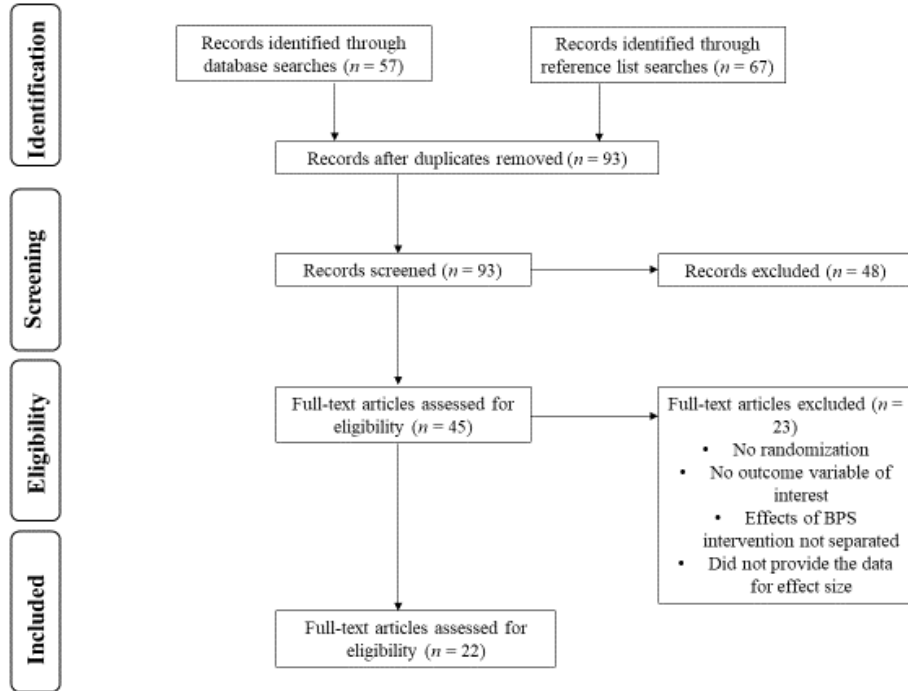 Identification
Records identified through
database searches (n = 57)
Records identified through
reference list searches (n = 67)
Records after duplicates removed (n = 93)
Screening
Records screened (n = 93)
Records excluded (n = 48)
Eligibility
Full-text articles assessed for
eligibility (n = 45)
Full-text articles excluded (n =
23)
• No randomization
• No outcome variable of
interest
• Effects of BPS
intervention not separated
• Did not provide the data
for effect size
Included
Full-text articles assessed for
eligibility (n = 22)